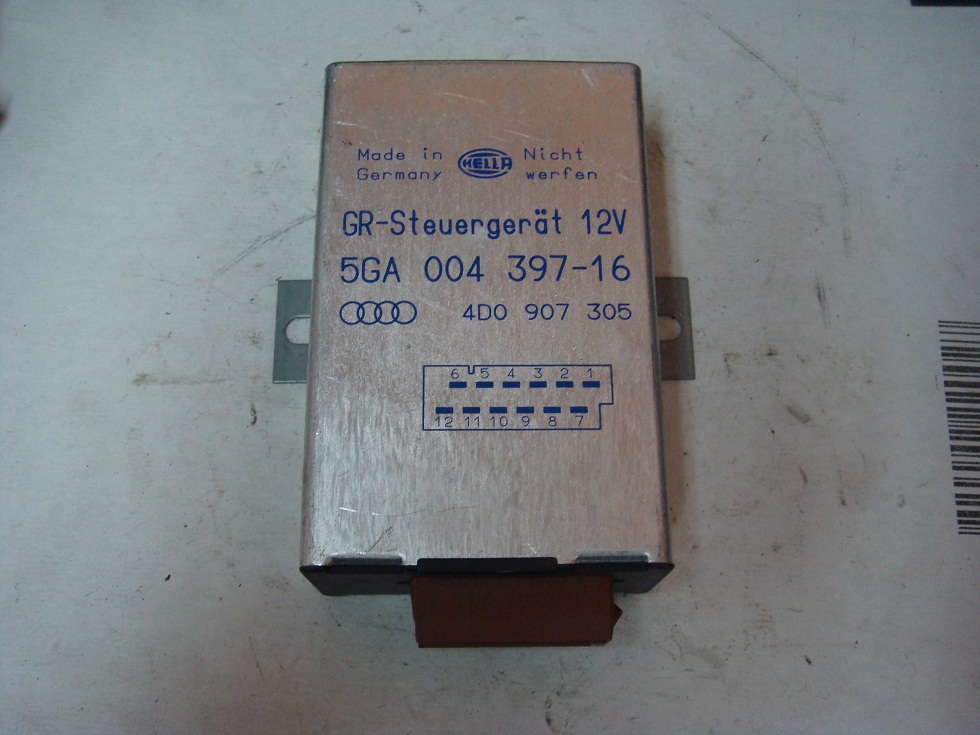 Made in HELLA Nicht
Germany werfen
GR-Steuergerät 12V
5GA 004 397-16
4D0 907 305
6 5 4 3 2 1
12 11 10 9 8 7